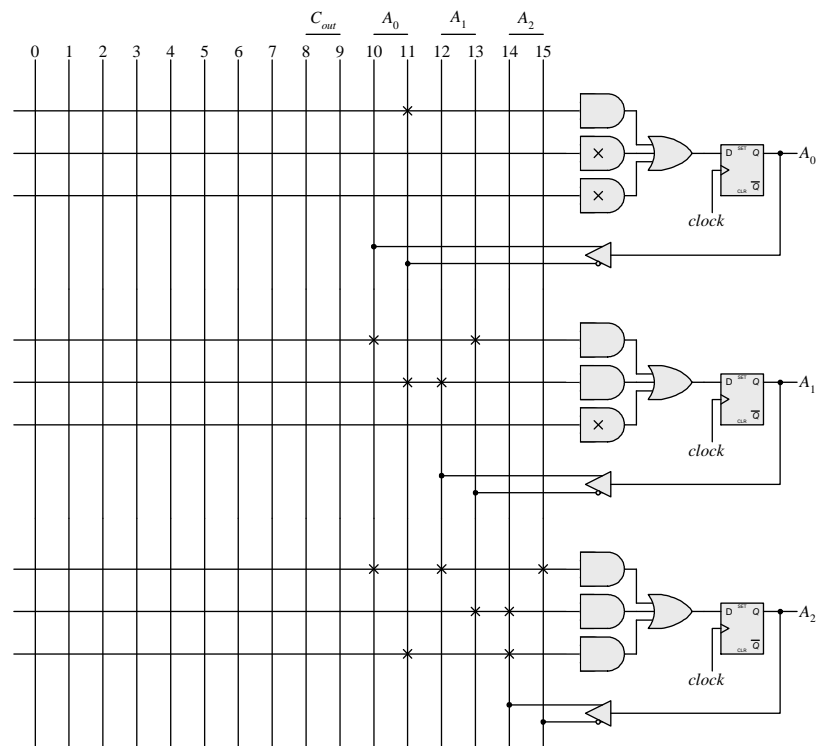 C_out A_0 A_1 A_2
0 1 2 3 4 5 6 7 8 9 10 11 12 13 14 15
D SET Q A_0
CLR Q̅
clock
D SET Q A_1
CLR Q̅
clock
D SET Q A_2
CLR Q̅
clock